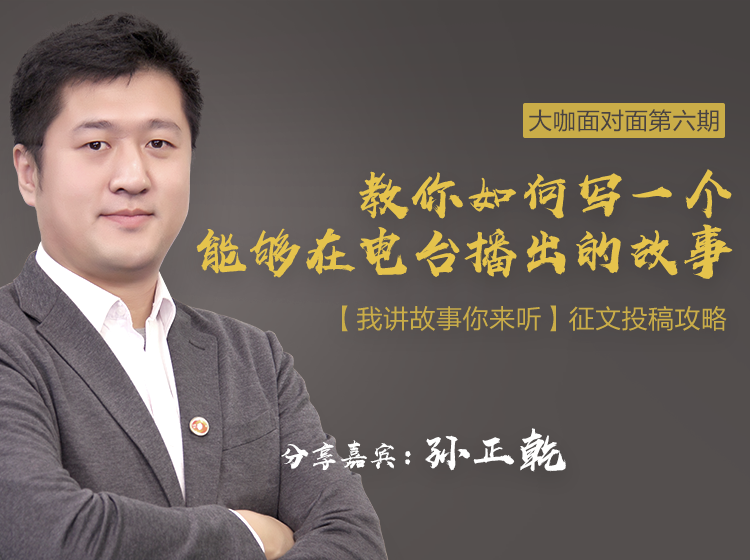 大咖面对面第六期
教你如何写一个
能够在电台播出的故事
【我讲故事你来听】征文投稿攻略
分享嘉宾：孙正乾